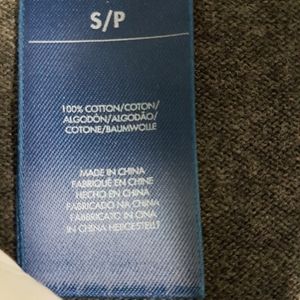 S/P
100% COTTON/COTON/
ALGODÓN/ALGODÃO/
COTONE/BAUMWOLLE
MADE IN CHINA
FABRIQUÉ EN CHINE
HECHO EN CHINA
FABRICADO NA CHINA
FABBRICATO IN CINA
IN CHINA HERGESTELLT